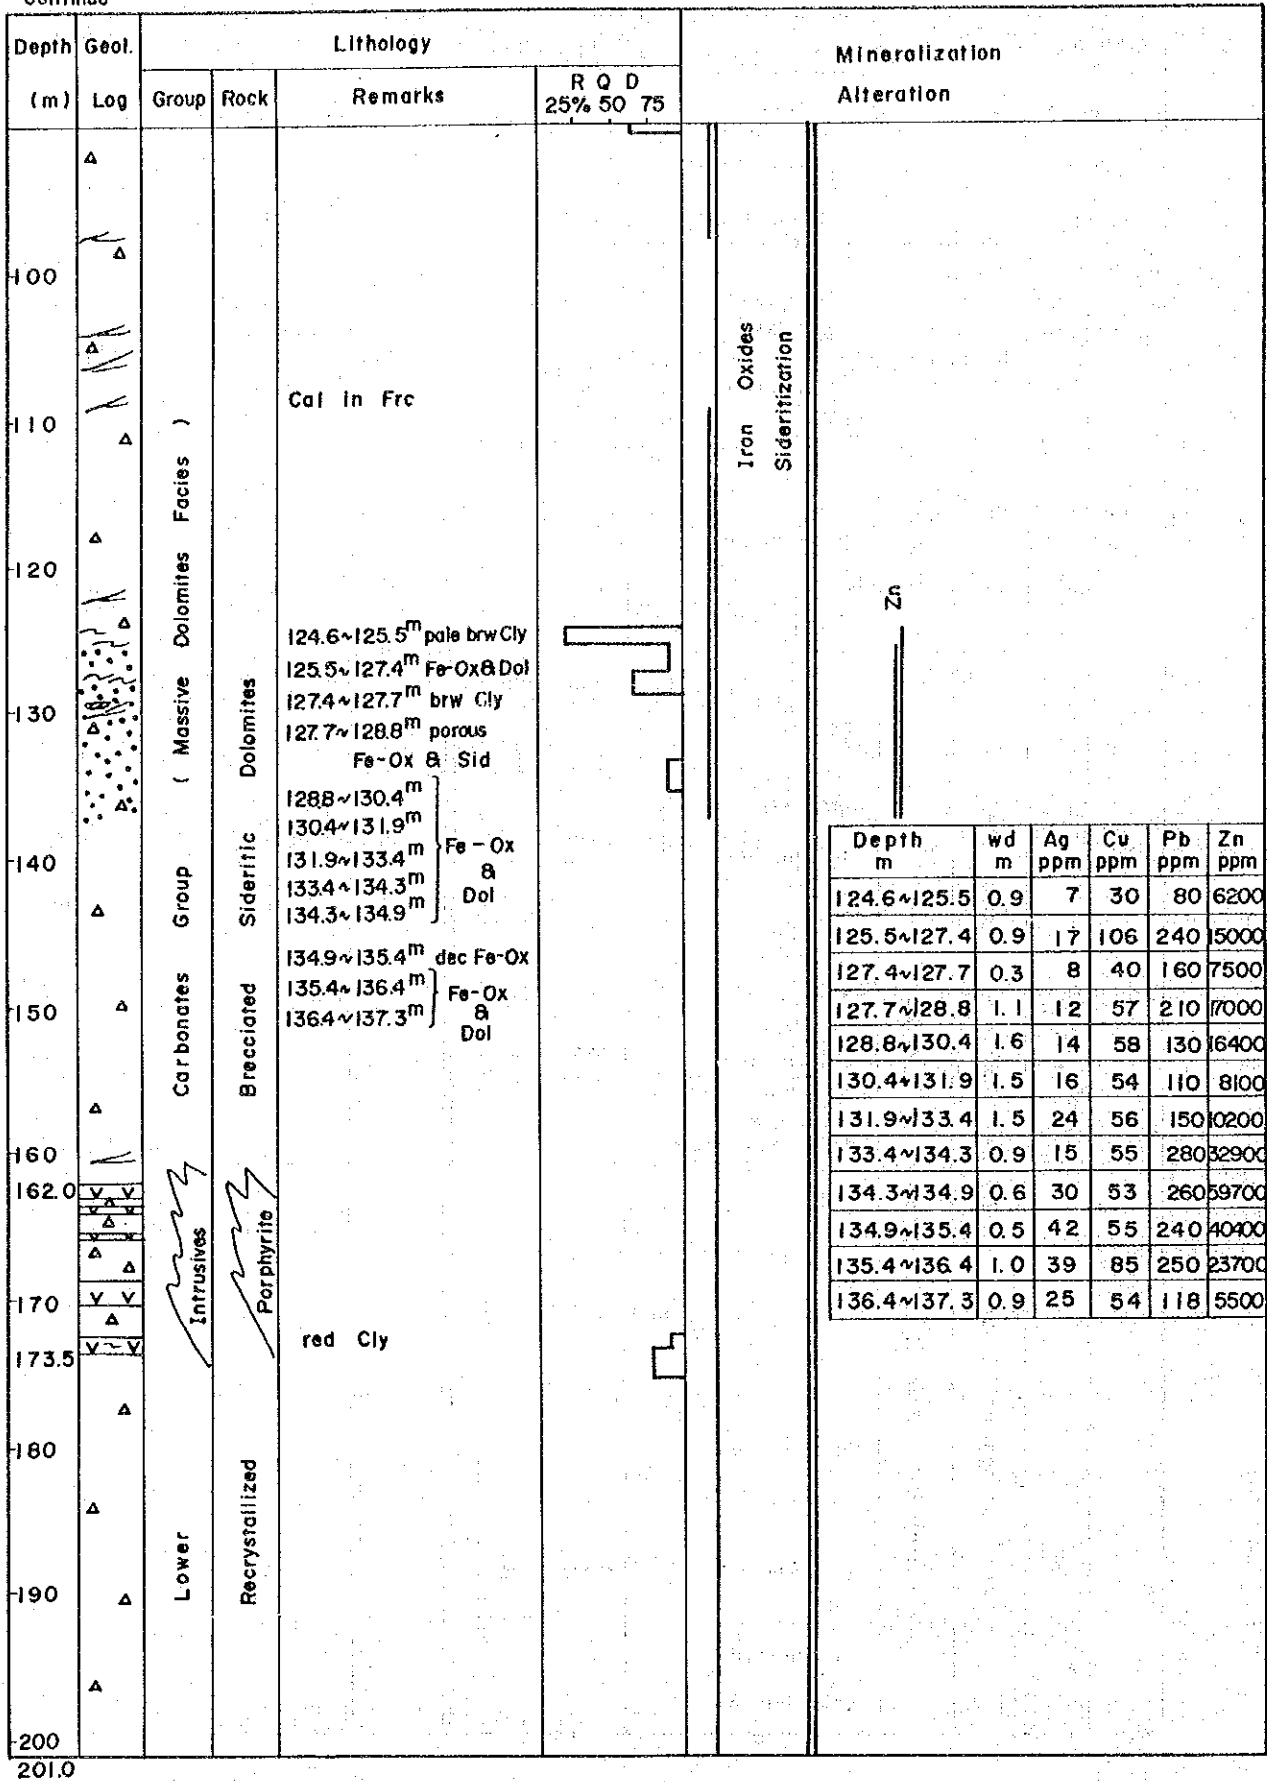 Continue
Depth Geol. Lithology Mineralization
(m) Log Group Rock Remarks R Q D Alteration
25% 50 75
100
110
120
130
140
150
160
162.0
170
173.5
180
190
200
201.0
Lower Carbonates Group ( Massive Dolomites Facies )
Intrusives
Recrystallized Brecciated Sideritic Dolomites
Porphyrite
Cal in Frc
124.6~125.5m pale brw Cly
125.5~127.4m Fe-Ox & Dol
127.4~127.7m brw Cly
127.7~128.8m porous
Fe-Ox & Sid
128.8~130.4m
130.4~131.9m
131.9~133.4m
133.4~134.3m
134.3~134.9m
Fe-Ox
&
Dol
134.9~135.4m dec Fe-Ox
135.4~136.4m
136.4~137.3m
Fe-Ox
&
Dol
red Cly
Iron Oxides
Sideritization
Zn
Depth wd Ag Cu Pb Zn
m m ppm ppm ppm ppm
124.6~125.5 0.9 7 30 80 6200
125.5~127.4 0.9 17 106 240 15000
127.4~127.7 0.3 8 40 160 7500
127.7~128.8 1.1 12 57 210 17000
128.8~130.4 1.6 14 58 130 16400
130.4~131.9 1.5 16 54 110 8100
131.9~133.4 1.5 24 56 150 10200
133.4~134.3 0.9 15 55 280 32900
134.3~134.9 0.6 30 53 260 59700
134.9~135.4 0.5 42 55 240 40400
135.4~136.4 1.0 39 85 250 23700
136.4~137.3 0.9 25 54 118 5500